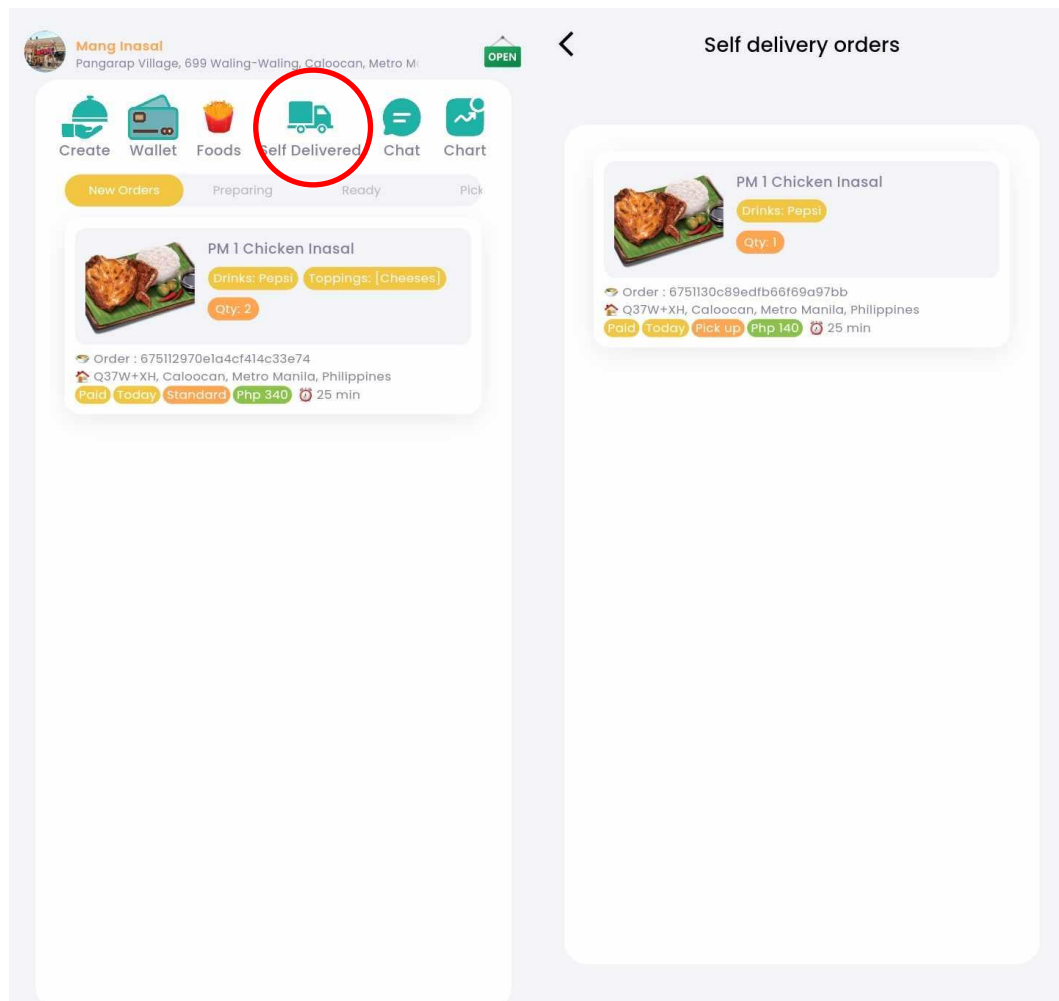 Mang Inasal
Pangarap Village, 699 Waling-Waling, Caloocan, Metro M
OPEN
Create Wallet Foods Self Delivered Chat Chart
New Orders Preparing Ready Pick
PM 1 Chicken Inasal
Drinks: Pepsi Toppings: [Cheeses]
Qty: 2
Order : 675112970e1a4cf414c33e74
Q37W+XH, Caloocan, Metro Manila, Philippines
Paid Today Standard Php 340 25 min
Self delivery orders
PM 1 Chicken Inasal
Drinks: Pepsi
Qty: 1
Order : 6751130c89edfb66f69a97bb
Q37W+XH, Caloocan, Metro Manila, Philippines
Paid Today Pick up Php 140 25 min